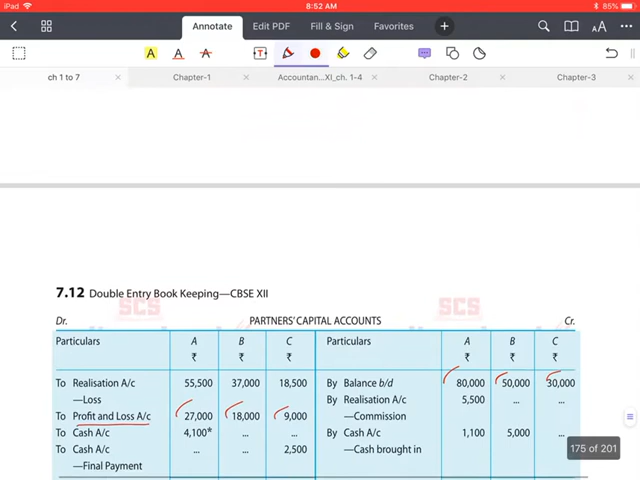 iPad 8:52 AM 85%
Annotate Edit PDF Fill & Sign Favorites
ch 1 to 7 Chapter-1 Accountan...XI_ch. 1-4 Chapter-2 Chapter-3
7.12 Double Entry Book Keeping—CBSE XII
SCS SCS
Dr. PARTNERS' CAPITAL ACCOUNTS Cr.
Particulars A B C Particulars A B C
₹ ₹ ₹ ₹ ₹ ₹
To Realisation A/c 55,500 37,000 18,500 By Balance b/d 80,000 50,000 30,000
—Loss By Realisation A/c 5,500 ... ...
To Profit and Loss A/c 27,000 18,000 9,000 —Commission
To Cash A/c 4,100* ... ... By Cash A/c 1,100 5,000 ...
To Cash A/c ... ... 2,500 —Cash brought in
—Final Payment
175 of 201